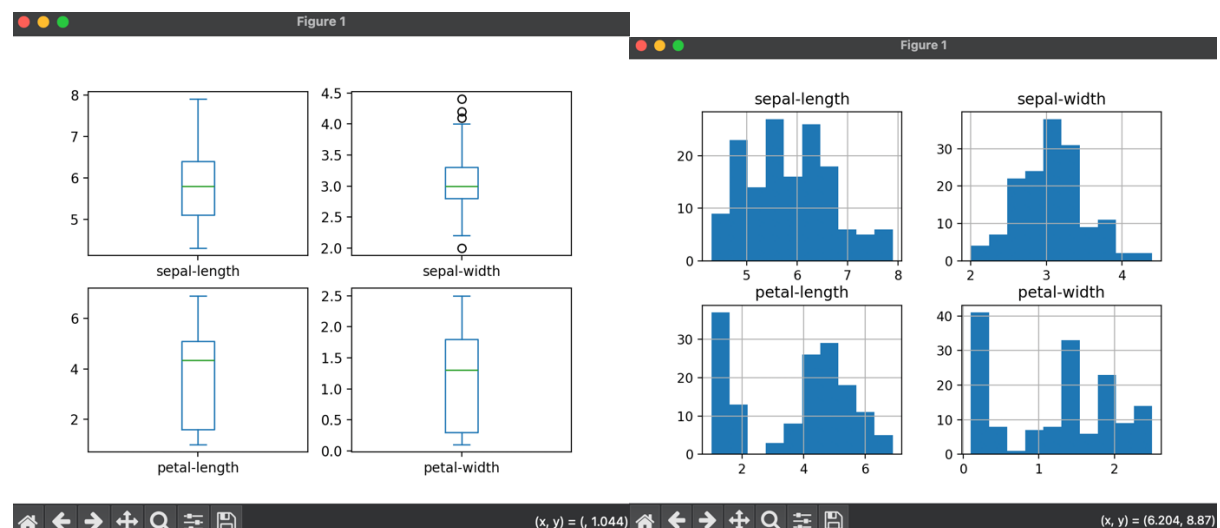 Figure 1
8
7
6
5
sepal-length
4.5
4.0
3.5
3.0
2.5
2.0
sepal-width
6
4
2
petal-length
2.5
2.0
1.5
1.0
0.5
0.0
petal-width
(x, y) = (, 1.044)
Figure 1
sepal-length
20
10
0
5 6 7 8
sepal-width
30
20
10
0
2 3 4
petal-length
30
20
10
0
2 4 6
petal-width
40
30
20
10
0
0 1 2
(x, y) = (6.204, 8.87)